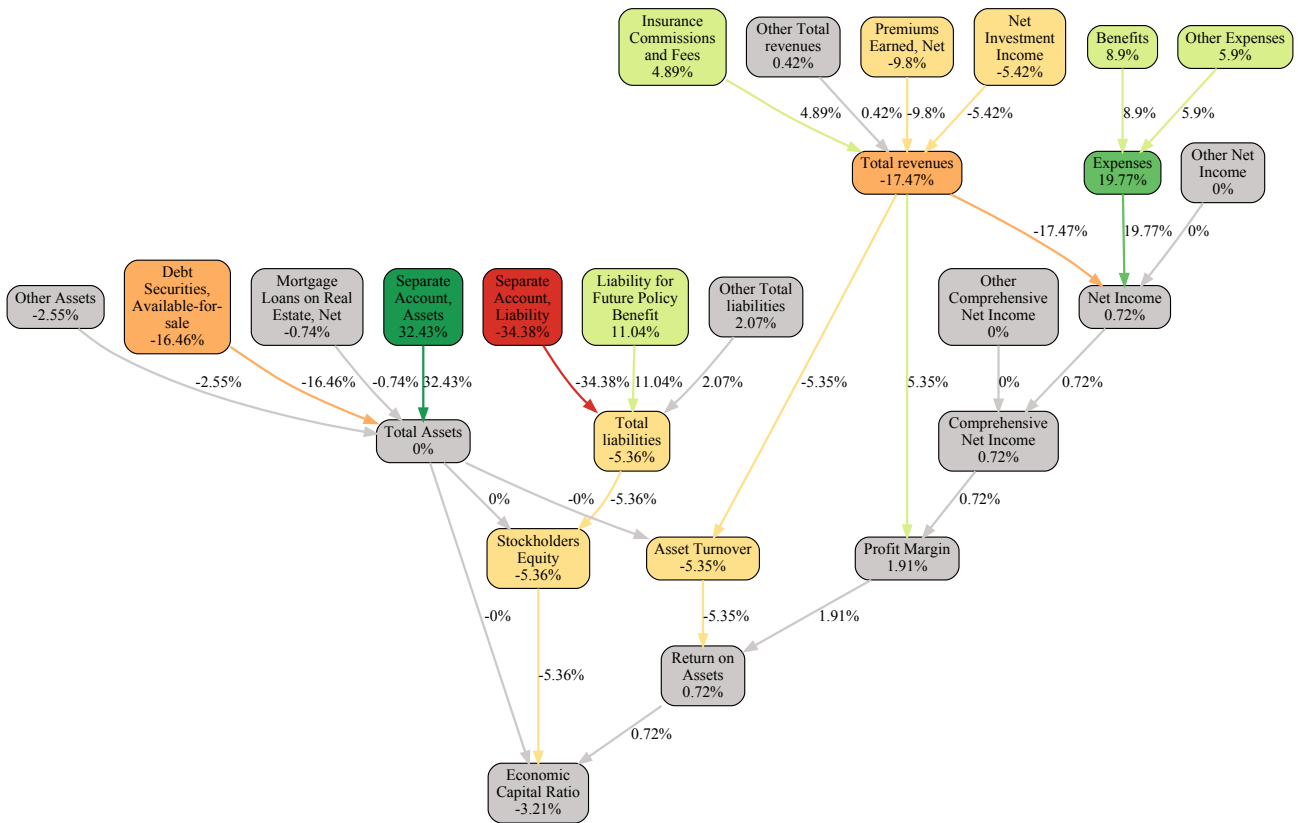 Insurance
Commissions
and Fees
4.89%
Other Total
revenues
0.42%
Premiums
Earned, Net
-9.8%
Net
Investment
Income
-5.42%
Benefits
8.9%
Other Expenses
5.9%
4.89%
0.42%
-9.8%
-5.42%
8.9%
5.9%
Total revenues
-17.47%
Expenses
19.77%
Other Net
Income
0%
-17.47%
19.77%
0%
Other Assets
-2.55%
Debt
Securities,
Available-for-
sale
-16.46%
Mortgage
Loans on Real
Estate, Net
-0.74%
Separate
Account,
Assets
32.43%
Separate
Account,
Liability
-34.38%
Liability for
Future Policy
Benefit
11.04%
Other Total
liabilities
2.07%
Other
Comprehensive
Net Income
0%
Net Income
0.72%
-2.55%
-16.46%
-0.74%
32.43%
-34.38%
11.04%
2.07%
-5.35%
5.35%
0%
0.72%
Total Assets
0%
Total
liabilities
-5.36%
Comprehensive
Net Income
0.72%
0%
-5.36%
-0%
0.72%
Stockholders
Equity
-5.36%
Asset Turnover
-5.35%
Profit Margin
1.91%
-0%
-5.35%
1.91%
-5.36%
Return on
Assets
0.72%
0.72%
Economic
Capital Ratio
-3.21%